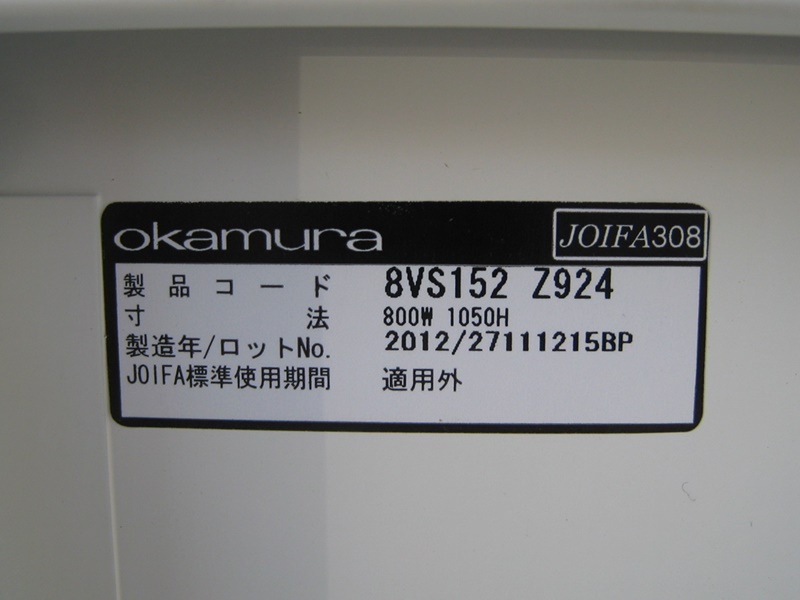 okamura JOIFA308
製品コード 8VS152 Z924
寸法 800W 1050H
製造年/ロットNo. 2012/27111215BP
JOIFA標準使用期間 適用外